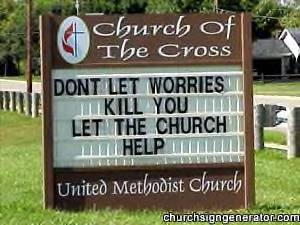 Church Of
The Cross
DONT LET WORRIES
KILL YOU
LET THE CHURCH
HELP
United Methodist Church
churchsigngenerator.com